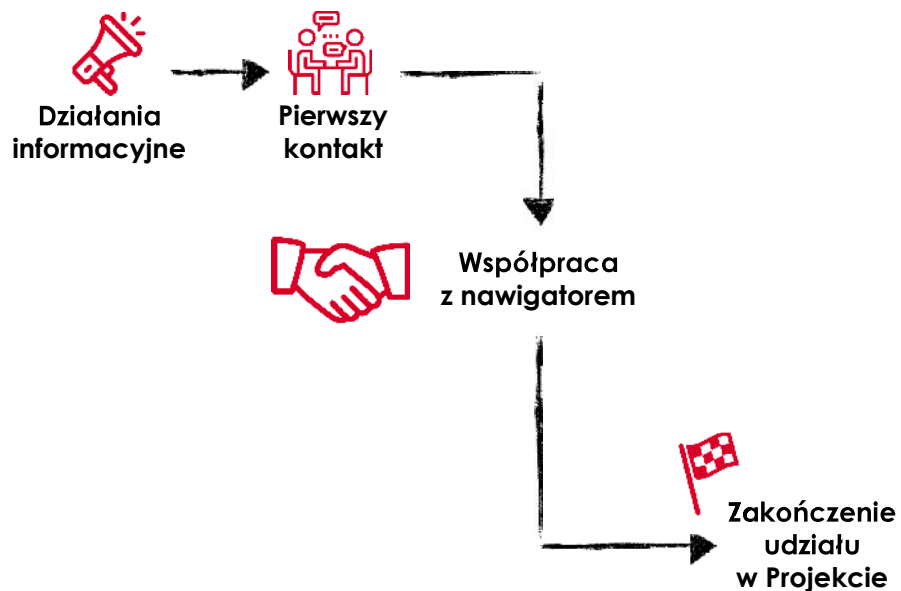 Działania
informacyjne
Pierwszy
kontakt
Współpraca
z nawigatorem
Zakończenie
udziału
w Projekcie